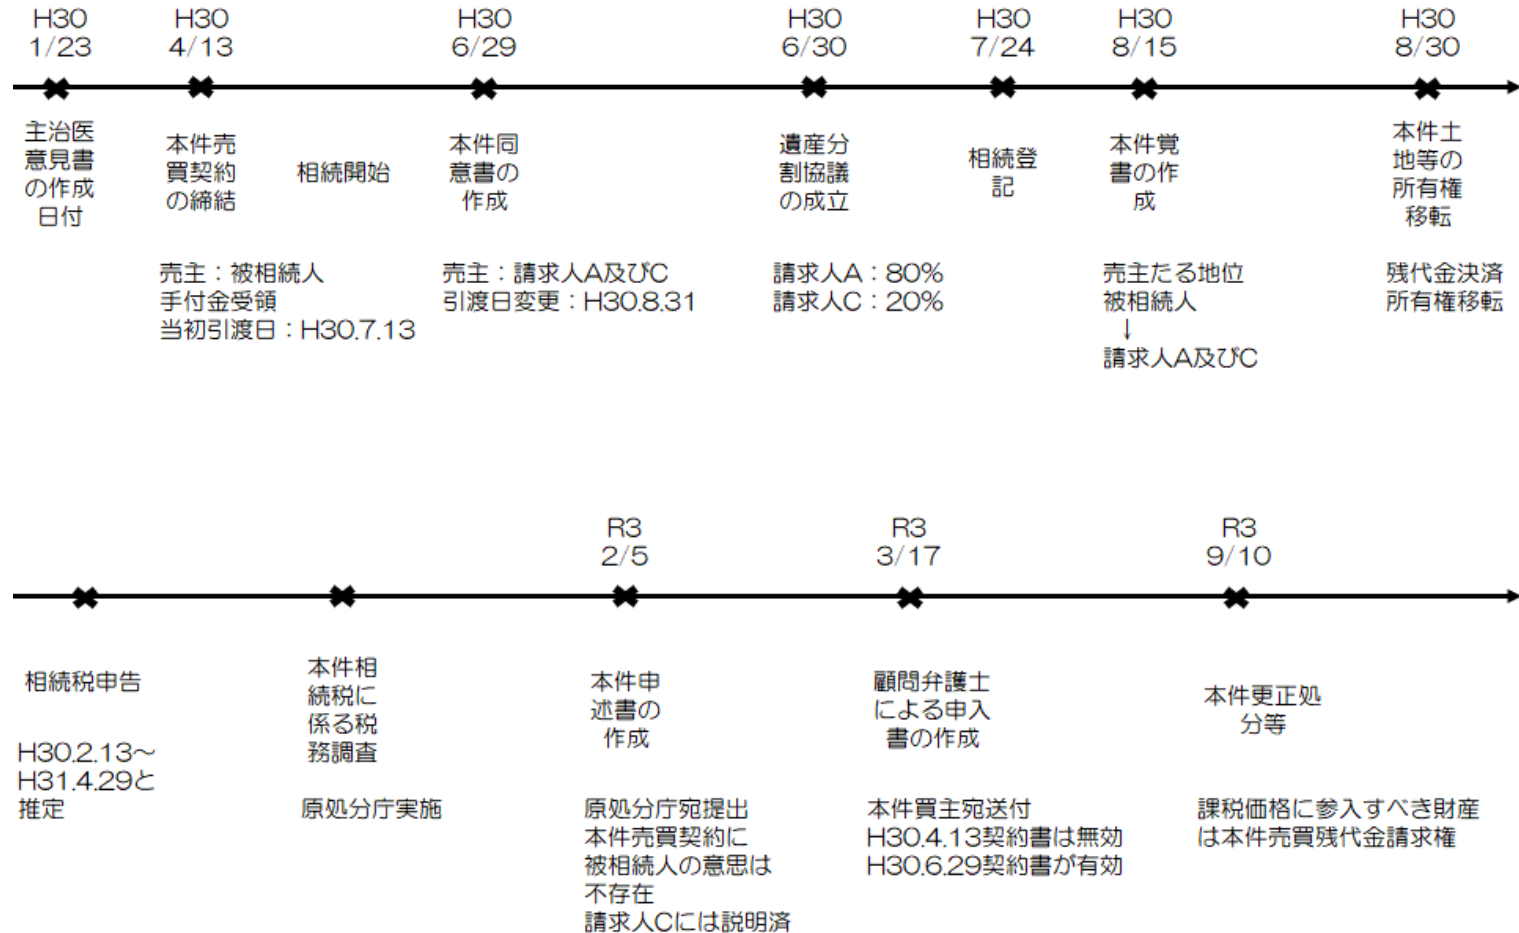 H30
1/23
H30
4/13
H30
6/29
H30
6/30
H30
7/24
H30
8/15
H30
8/30
主治医
意見書
の作成
日付
本件売
買契約
の締結
相続開始
本件同
意書の
作成
遺産分
割協議
の成立
相続登
記
本件覚
書の作
成
本件土
地等の
所有権
移転
売主：被相続人
手付金受領
当初引渡日：H30.7.13
売主：請求人A及びC
引渡日変更：H30.8.31
請求人A：80%
請求人C：20%
売主たる地位
被相続人
↓
請求人A及びC
残代金決済
所有権移転
R3
2/5
R3
3/17
R3
9/10
相続税申告
本件相
続税に
係る税
務調査
本件申
述書の
作成
顧問弁護士
による申入
書の作成
本件更正処
分等
H30.2.13～
H31.4.29と
推定
原処分庁実施
原処分庁宛提出
本件売買契約に
被相続人の意思は
不存在
請求人Cには説明済
本件買主宛送付
H30.4.13契約書は無効
H30.6.29契約書が有効
課税価格に参入すべき財産
は本件売買残代金請求権